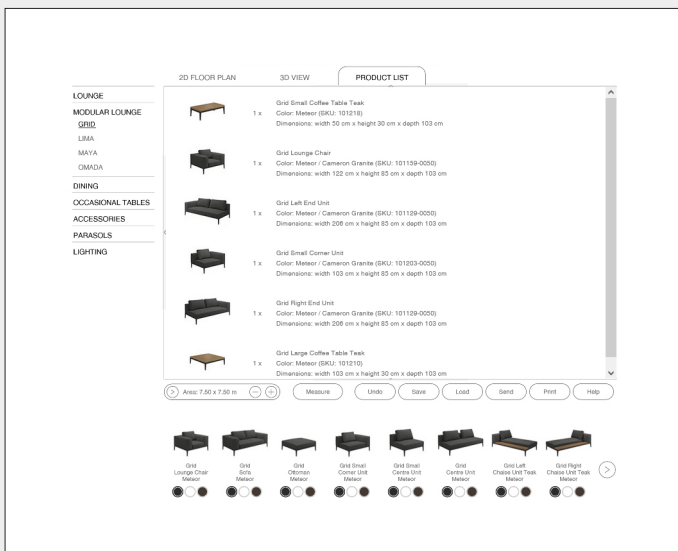 2D FLOOR PLAN
3D VIEW
PRODUCT LIST
LOUNGE
MODULAR LOUNGE
GRID
LIMA
MAYA
OMADA
DINING
OCCASIONAL TABLES
ACCESSORIES
PARASOLS
LIGHTING
Grid Small Coffee Table Teak
1 x Color: Meteor (SKU: 101218)
Dimensions: width 50 cm x height 30 cm x depth 103 cm
Grid Lounge Chair
1 x Color: Meteor / Cameron Granite (SKU: 101159-0050)
Dimensions: width 122 cm x height 85 cm x depth 103 cm
Grid Left End Unit
1 x Color: Meteor / Cameron Granite (SKU: 101129-0050)
Dimensions: width 206 cm x height 85 cm x depth 103 cm
Grid Small Corner Unit
1 x Color: Meteor / Cameron Granite (SKU: 101203-0050)
Dimensions: width 103 cm x height 85 cm x depth 103 cm
Grid Right End Unit
1 x Color: Meteor / Cameron Granite (SKU: 101129-0050)
Dimensions: width 206 cm x height 85 cm x depth 103 cm
Grid Large Coffee Table Teak
1 x Color: Meteor (SKU: 101210)
Dimensions: width 103 cm x height 30 cm x depth 103 cm
Area: 7.50 x 7.50 m
Measure
Undo
Save
Load
Send
Print
Help
Grid
Lounge Chair
Meteor
Grid
Sofa
Meteor
Grid
Ottoman
Meteor
Grid Small
Corner Unit
Meteor
Grid Small
Centre Unit
Meteor
Grid
Centre Unit
Meteor
Grid Left
Chaise Unit Teak
Meteor
Grid Right
Chaise Unit Teak
Meteor